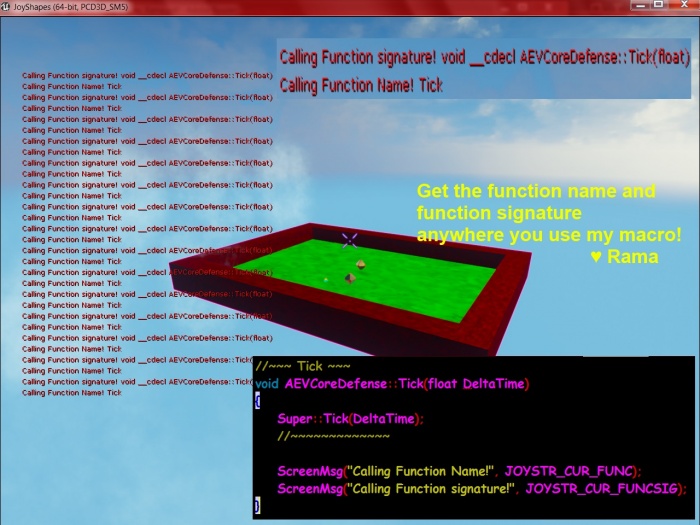 JoyShapes (64-bit, PCD3D_SM5)
Calling Function signature! void __cdecl AEVCoreDefense::Tick(float)
Calling Function Name! Tick
Calling Function signature! void __cdecl AEVCoreDefense::Tick(float)
Calling Function Name! Tick
Calling Function signature! void __cdecl AEVCoreDefense::Tick(float)
Calling Function Name! Tick
Calling Function signature! void __cdecl AEVCoreDefense::Tick(float)
Calling Function Name! Tick
Calling Function signature! void __cdecl AEVCoreDefense::Tick(float)
Calling Function Name! Tick
Calling Function signature! void __cdecl AEVCoreDefense::Tick(float)
Calling Function Name! Tick
Calling Function signature! void __cdecl AEVCoreDefense::Tick(float)
Calling Function Name! Tick
Calling Function signature! void __cdecl AEVCoreDefense::Tick(float)
Calling Function Name! Tick
Calling Function signature! void __cdecl AEVCoreDefense::Tick(float)
Calling Function Name! Tick
Calling Function signature! void __cdecl AEVCoreDefense::Tick(float)
Calling Function Name! Tick
Calling Function signature! void __cdecl AEVCoreDefense::Tick(float)
Calling Function Name! Tick
Calling Function signature! void __cdecl AEVCoreDefense::Tick(float)
Calling Function Name! Tick
Calling Function signature! void __cdecl AEVCoreDefense::Tick(float)
Calling Function Name! Tick
Calling Function signature! void __cdecl AEVCoreDefense::Tick(float)
Calling Function Name! Tick
Calling Function signature! void __cdecl AEVCoreDefense::Tick(float)
Calling Function Name! Tick
Calling Function signature! void __cdecl AEVCoreDefense::Tick(float)
Calling Function Name! Tick
Get the function name and
function signature
anywhere you use my macro!
♥ Rama
//~~~ Tick ~~~
void AEVCoreDefense::Tick(float DeltaTime)
{
Super::Tick(DeltaTime);
//~~~~~~~~~~~~~
ScreenMsg("Calling Function Name!", JOYSTR_CUR_FUNC);
ScreenMsg("Calling Function signature!", JOYSTR_CUR_FUNCSIG);
}